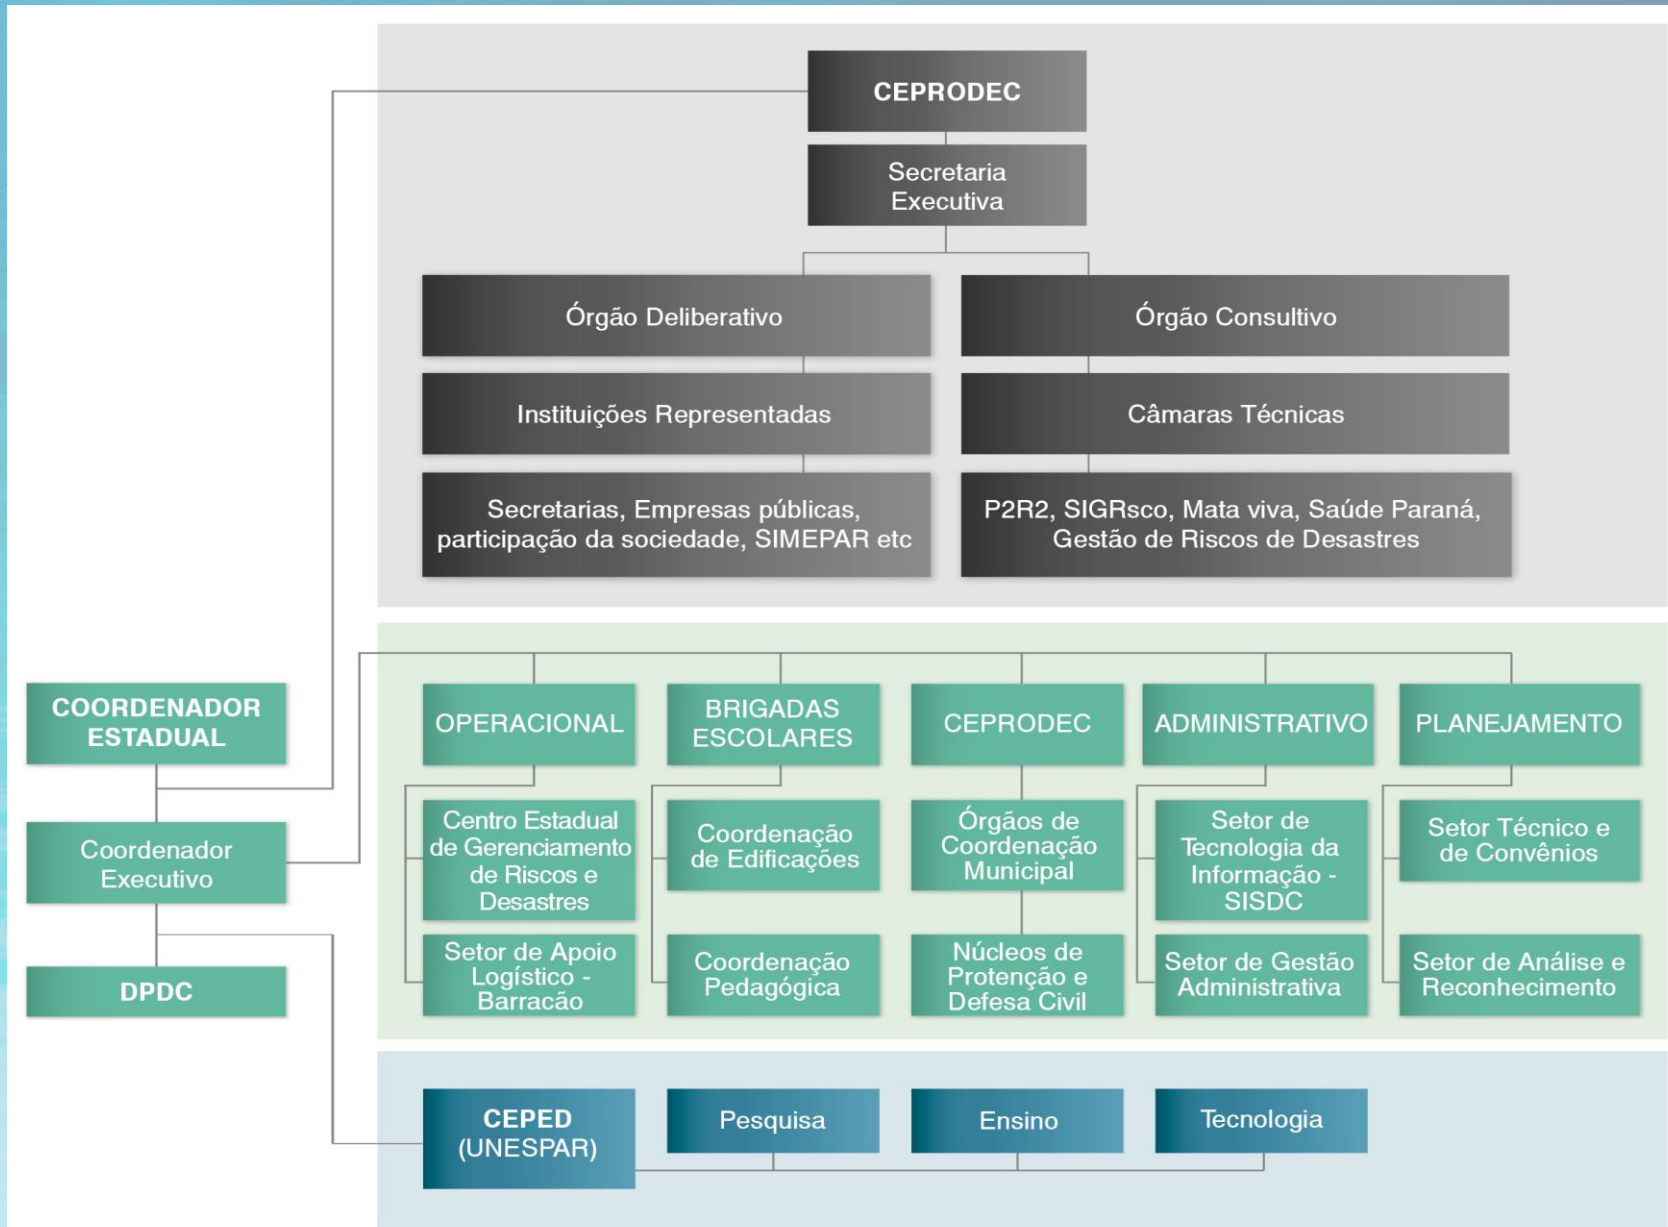 CEPRODEC
Secretaria
Executiva
Órgão Deliberativo
Órgão Consultivo
Instituições Representadas
Câmaras Técnicas
Secretarias, Empresas públicas,
participação da sociedade, SIMEPAR etc
P2R2, SIGRsco, Mata viva, Saúde Paraná,
Gestão de Riscos de Desastres
COORDENADOR
ESTADUAL
Coordenador
Executivo
DPDC
OPERACIONAL
BRIGADAS
ESCOLARES
CEPRODEC
ADMINISTRATIVO
PLANEJAMENTO
Centro Estadual
de Gerenciamento
de Riscos e
Desastres
Coordenação
de Edificações
Órgãos de
Coordenação
Municipal
Setor de
Tecnologia da
Informação -
SISDC
Setor Técnico e
de Convênios
Setor de Apoio
Logístico -
Barracão
Coordenação
Pedagógica
Núcleos de
Protenção e
Defesa Civil
Setor de Gestão
Administrativa
Setor de Análise e
Reconhecimento
CEPED
(UNESPAR)
Pesquisa
Ensino
Tecnologia